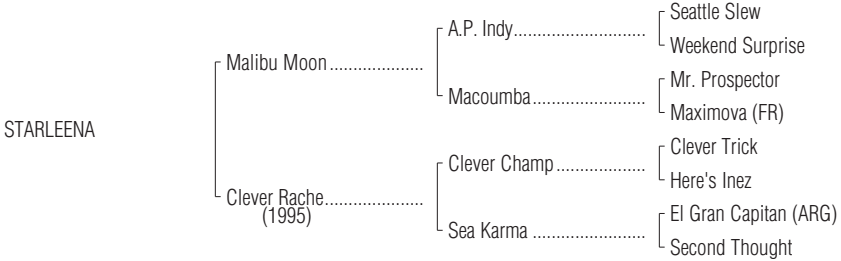 Seattle Slew
A.P. Indy..............................
Weekend Surprise
Malibu Moon.....................
Mr. Prospector
Macoumba.........................
Maximova (FR)
STARLEENA
Clever Trick
Clever Champ....................
Here's Inez
Clever Rache......................
(1995)
El Gran Capitan (ARG)
Sea Karma .........................
Second Thought